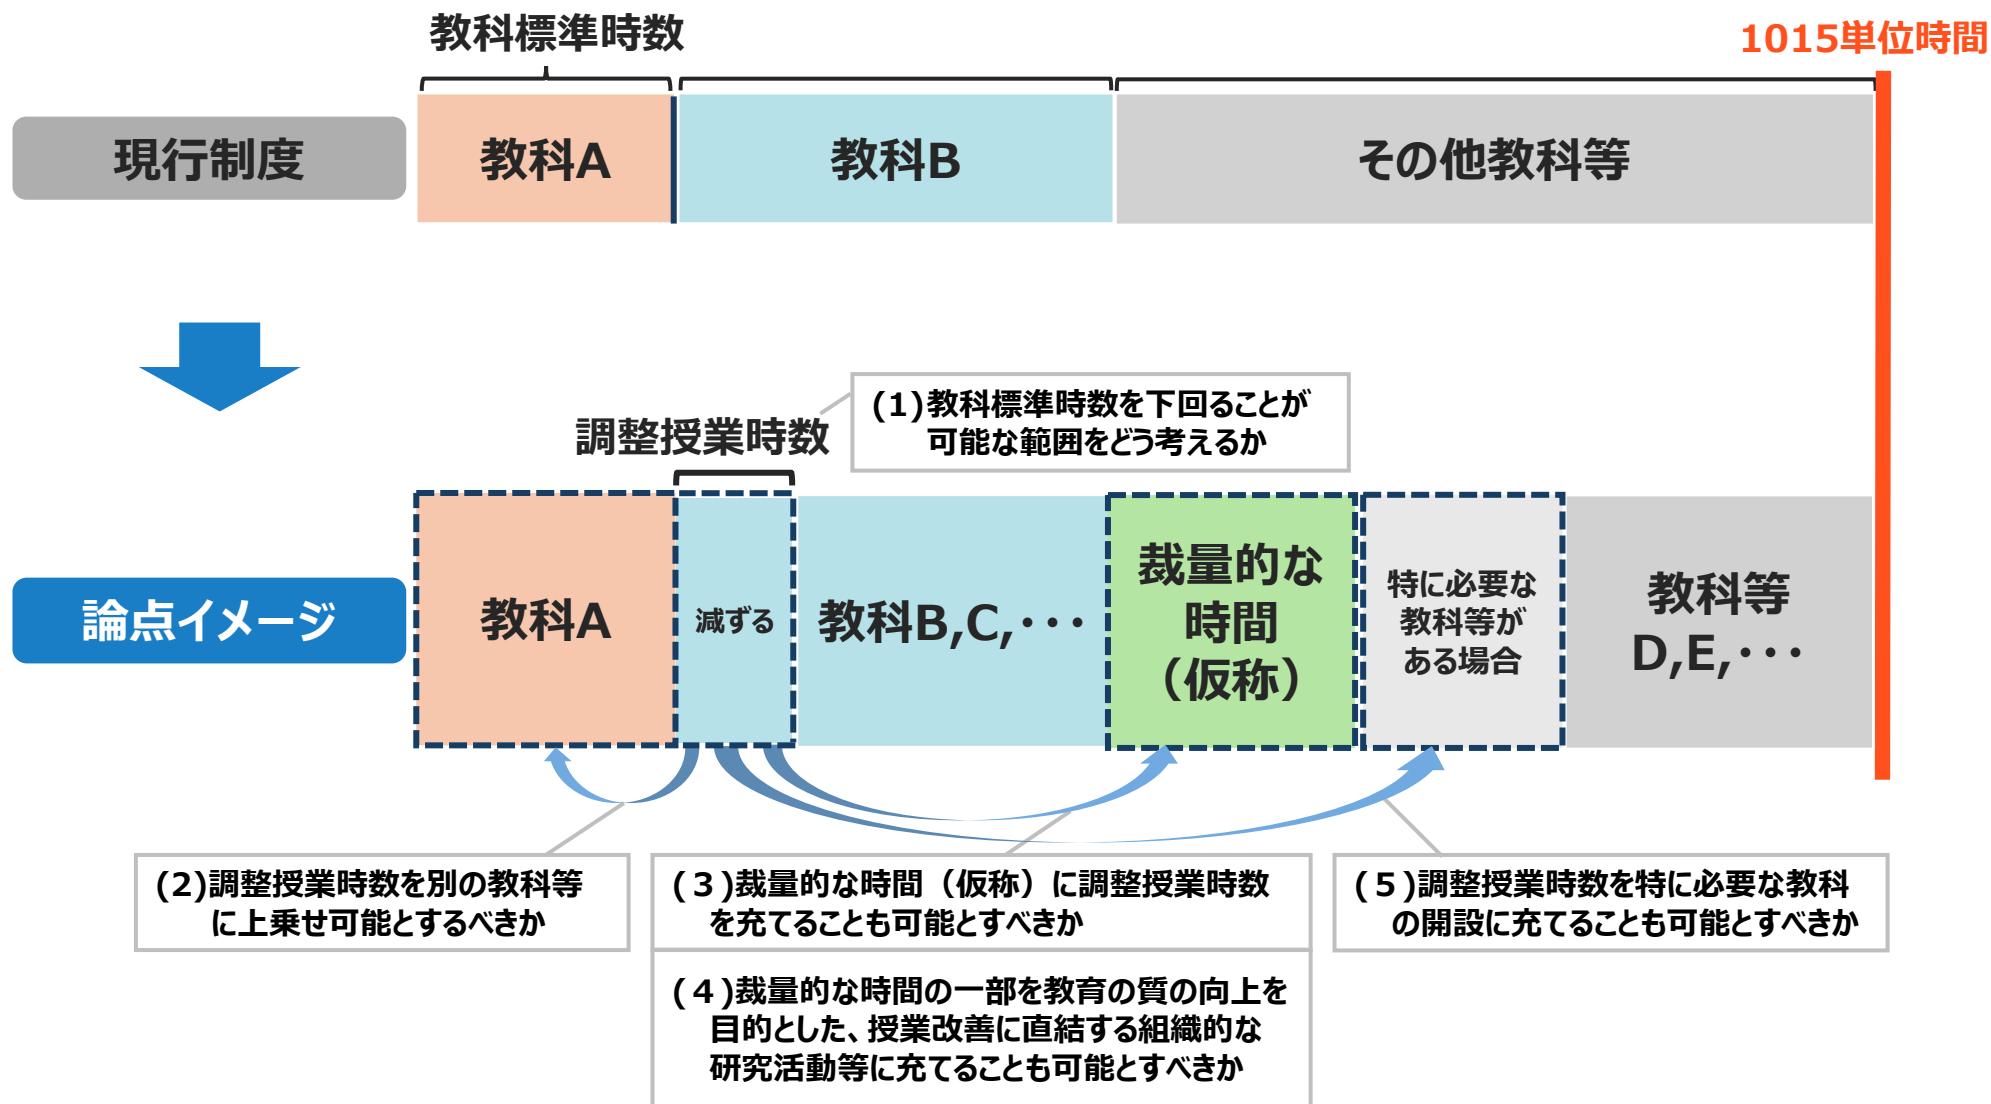 教科標準時数
1015単位時間
現行制度
教科A
教科B
その他教科等
(1)教科標準時数を下回ることが
可能な範囲をどう考えるか
調整授業時数
論点イメージ
教科A
減ずる
教科B,C,・・・
裁量的な
時間
（仮称）
特に必要な
教科等が
ある場合
教科等
D,E,・・・
(2)調整授業時数を別の教科等
に上乗せ可能とするべきか
(３)裁量的な時間（仮称）に調整授業時数
を充てることも可能とすべきか
(４)裁量的な時間の一部を教育の質の向上を
目的とした、授業改善に直結する組織的な
研究活動等に充てることも可能とすべきか
(５)調整授業時数を特に必要な教科
の開設に充てることも可能とすべきか